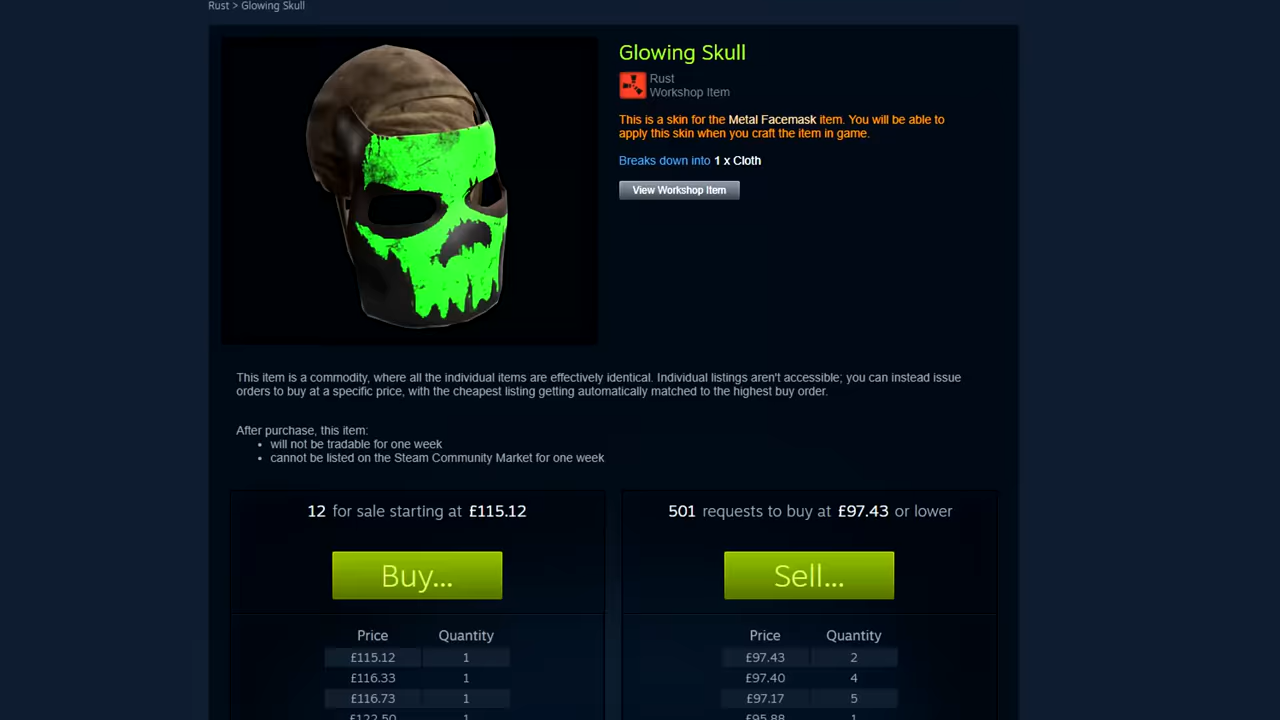 Rust > Glowing Skull
Glowing Skull
Rust
Workshop Item
This is a skin for the Metal Facemask item. You will be able to
apply this skin when you craft the item in game.
Breaks down into 1 x Cloth
View Workshop Item
This item is a commodity, where all the individual items are effectively identical. Individual listings aren't accessible; you can instead issue
orders to buy at a specific price, with the cheapest listing getting automatically matched to the highest buy order.
After purchase, this item:
• will not be tradable for one week
• cannot be listed on the Steam Community Market for one week
12 for sale starting at £115.12
Buy...
Price Quantity
£115.12 1
£116.33 1
£116.73 1
£122.50 1
501 requests to buy at £97.43 or lower
Sell...
Price Quantity
£97.43 2
£97.40 4
£97.17 5
£95.88 1